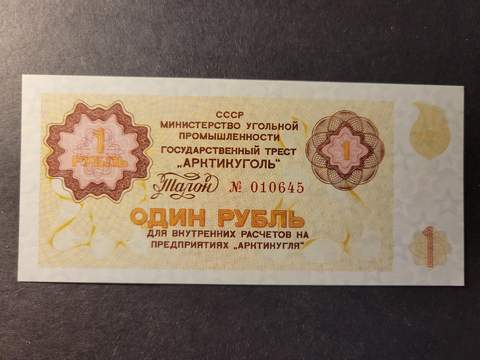 СССР
МИНИСТЕРСТВО УГОЛЬНОЙ
ПРОМЫШЛЕННОСТИ
ГОСУДАРСТВЕННЫЙ ТРЕСТ
„АРКТИКУГОЛЬ"
1
РУБЛЬ
1
Талон № 010645
ОДИН РУБЛЬ
ДЛЯ ВНУТРЕННИХ РАСЧЕТОВ НА
ПРЕДПРИЯТИЯХ „АРКТИКУГЛЯ"
1